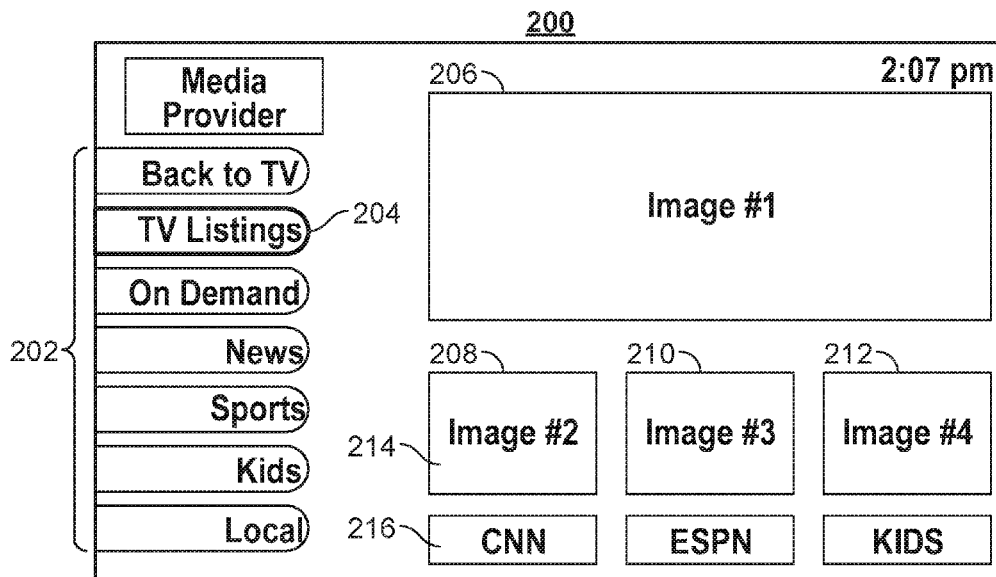 200
Media
Provider
206
2:07 pm
Back to TV
Image #1
TV Listings
204
On Demand
202
News
208
210
212
Sports
Image #2
Image #3
Image #4
214
Kids
Local
216
CNN
ESPN
KIDS